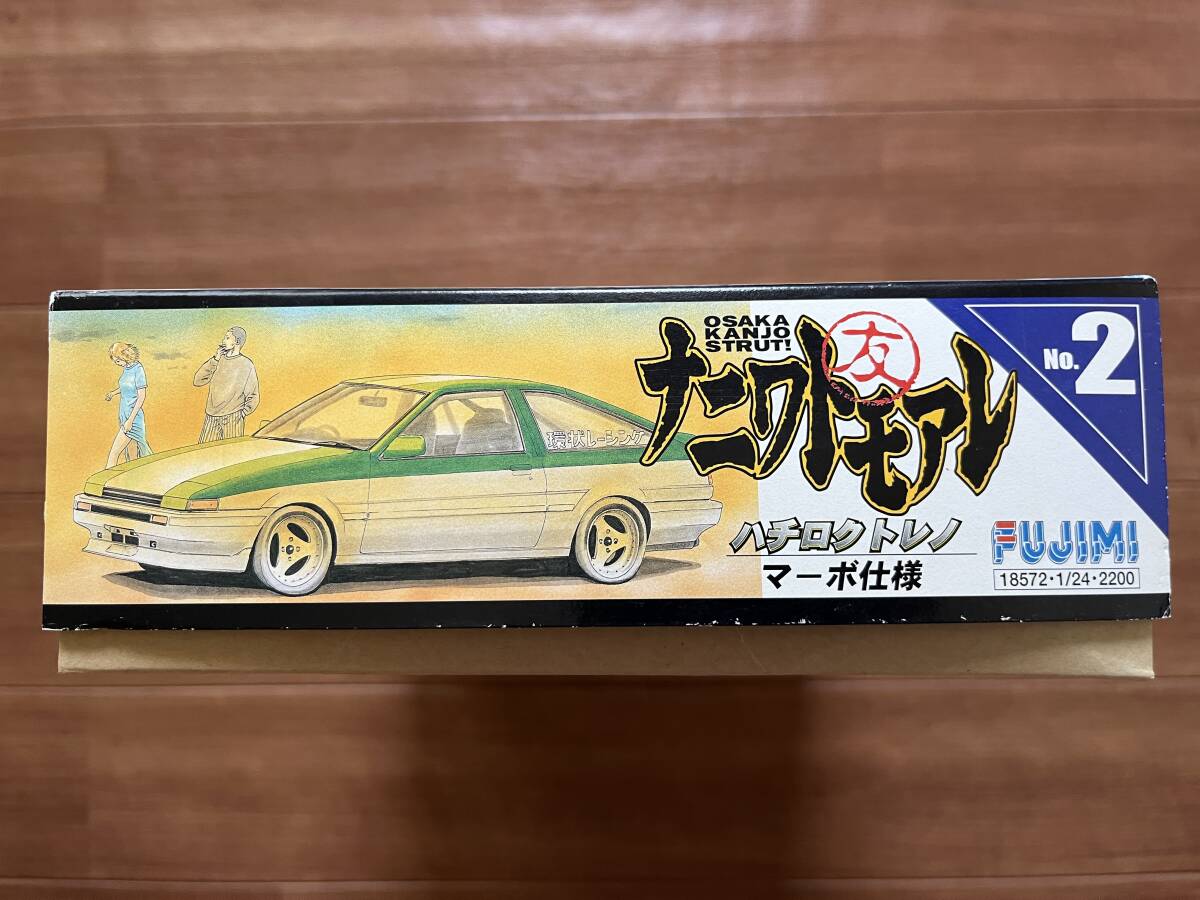 OSAKA
KANJO
STRUT!
友
ナニワトモアレ
No.2
環状レーシング
ハチロクトレノ
マーボ仕様
FUJIMI
18572・1/24・2200